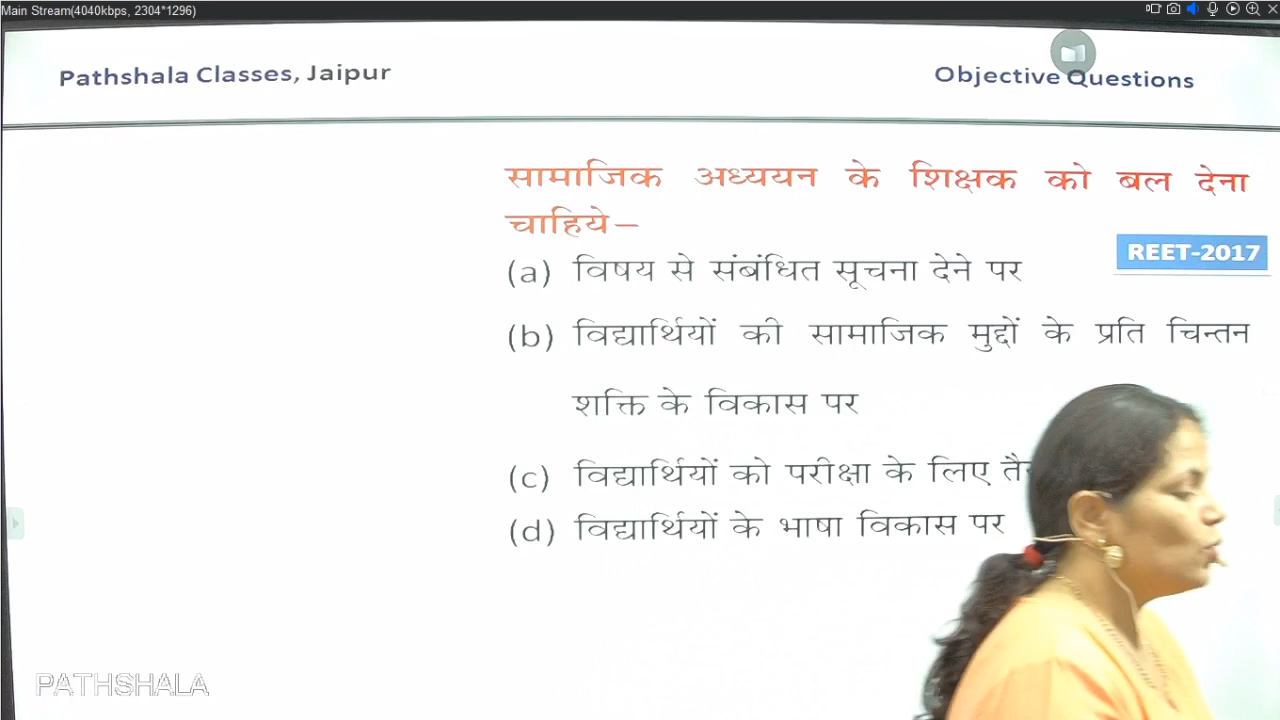 Main Stream(4040kbps, 2304*1296)
Pathshala Classes, Jaipur
Objective Questions
सामाजिक अध्ययन के शिक्षक को बल देना
चाहिये–
REET-2017
(a) विषय से संबंधित सूचना देने पर
(b) विद्यार्थियों की सामाजिक मुद्दों के प्रति चिन्तन
शक्ति के विकास पर
(c) विद्यार्थियों को परीक्षा के लिए
(d) विद्यार्थियों के भाषा विकास पर
PATHSHALA